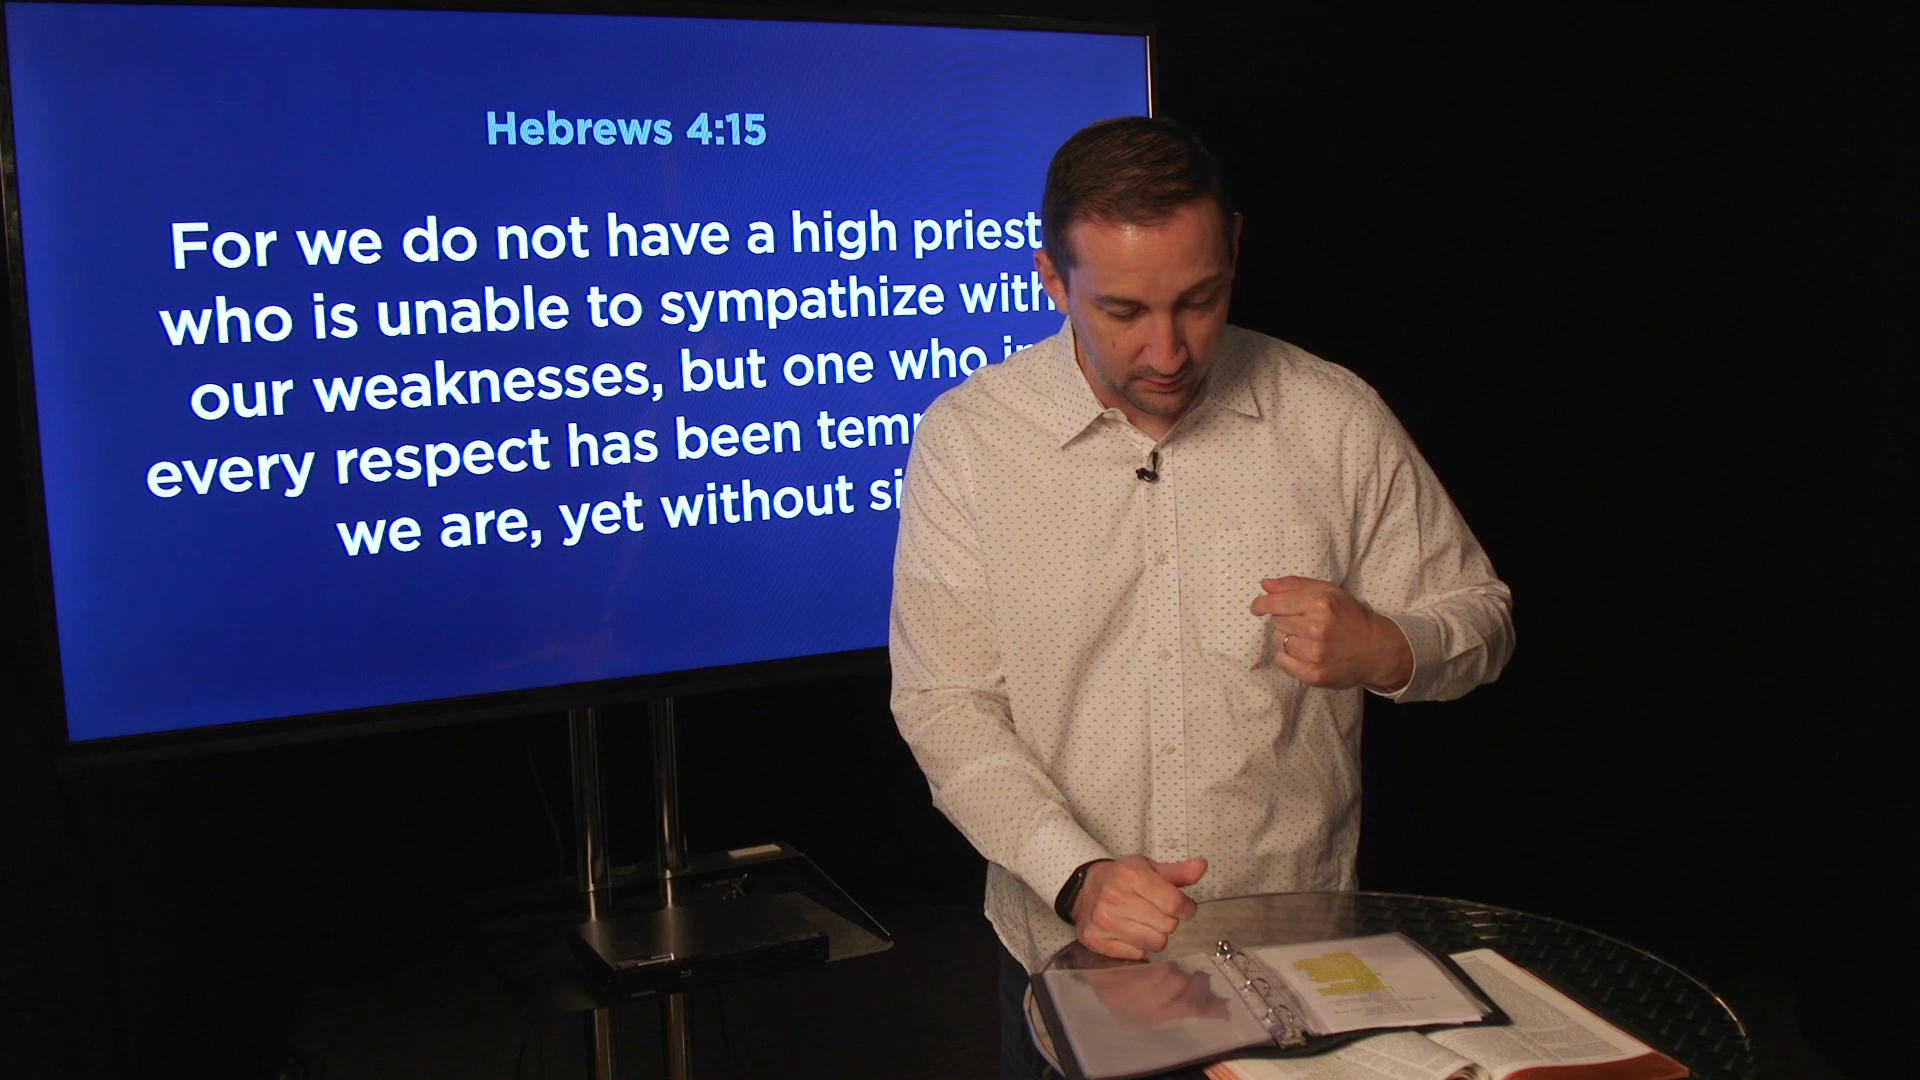 Hebrews 4:15
For we do not have a high priest
who is unable to sympathize with
our weaknesses, but one who
every respect has been
we are, yet without